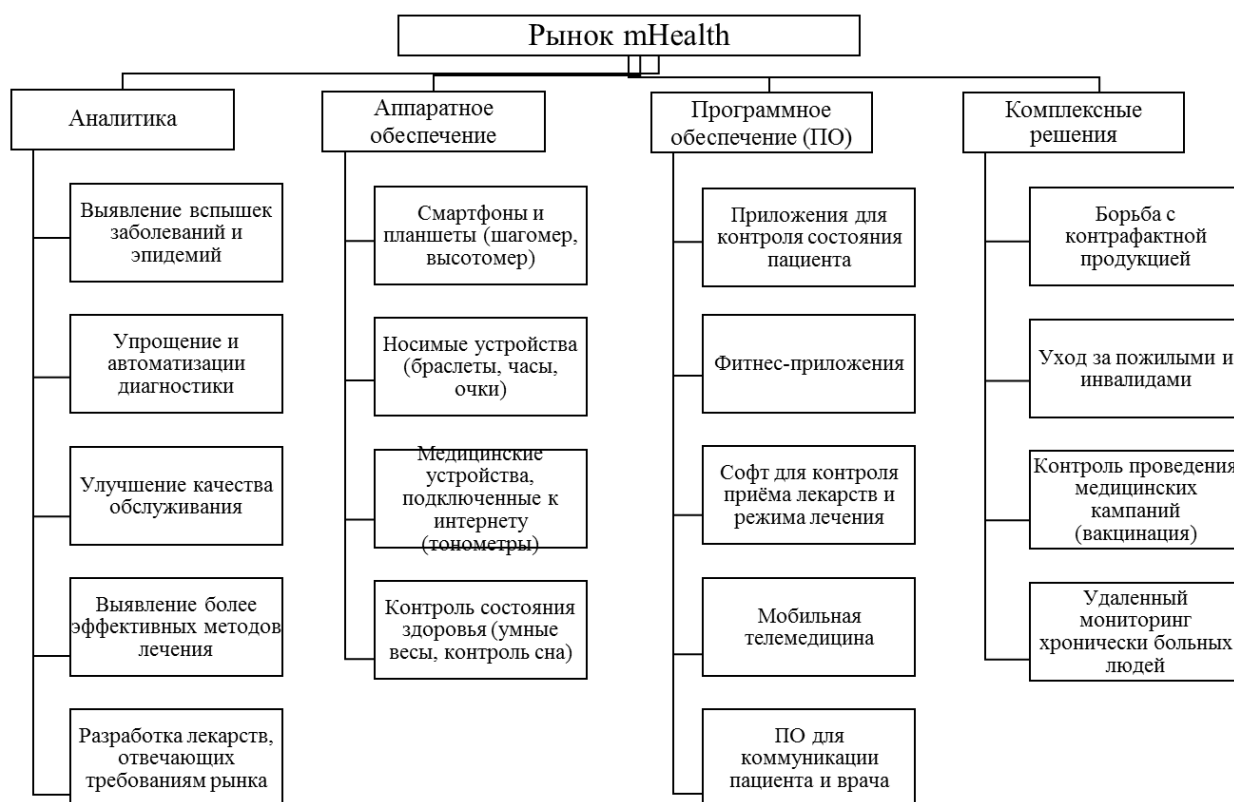 Рынок mHealth
Аналитика
Выявление вспышек
заболеваний и
эпидемий
Упрощение и
автоматизации
диагностики
Улучшение качества
обслуживания
Выявление более
эффективных методов
лечения
Разработка лекарств,
отвечающих
требованиям рынка
Аппаратное
обеспечение
Смартфоны и
планшеты (шагомер,
высотомер)
Носимые устройства
(браслеты, часы,
очки)
Медицинские
устройства,
подключенные к
интернету
(тонометры)
Контроль состояния
здоровья (умные
весы, контроль сна)
Программное
обеспечение (ПО)
Приложения для
контроля состояния
пациента
Фитнес-приложения
Софт для контроля
приёма лекарств и
режима лечения
Мобильная
телемедицина
ПО для
коммуникации
пациента и врача
Комплексные
решения
Борьба с
контрафактной
продукцией
Уход за пожилыми и
инвалидами
Контроль проведения
медицинских
кампаний
(вакцинация)
Удаленный
мониторинг
хронически больных
людей